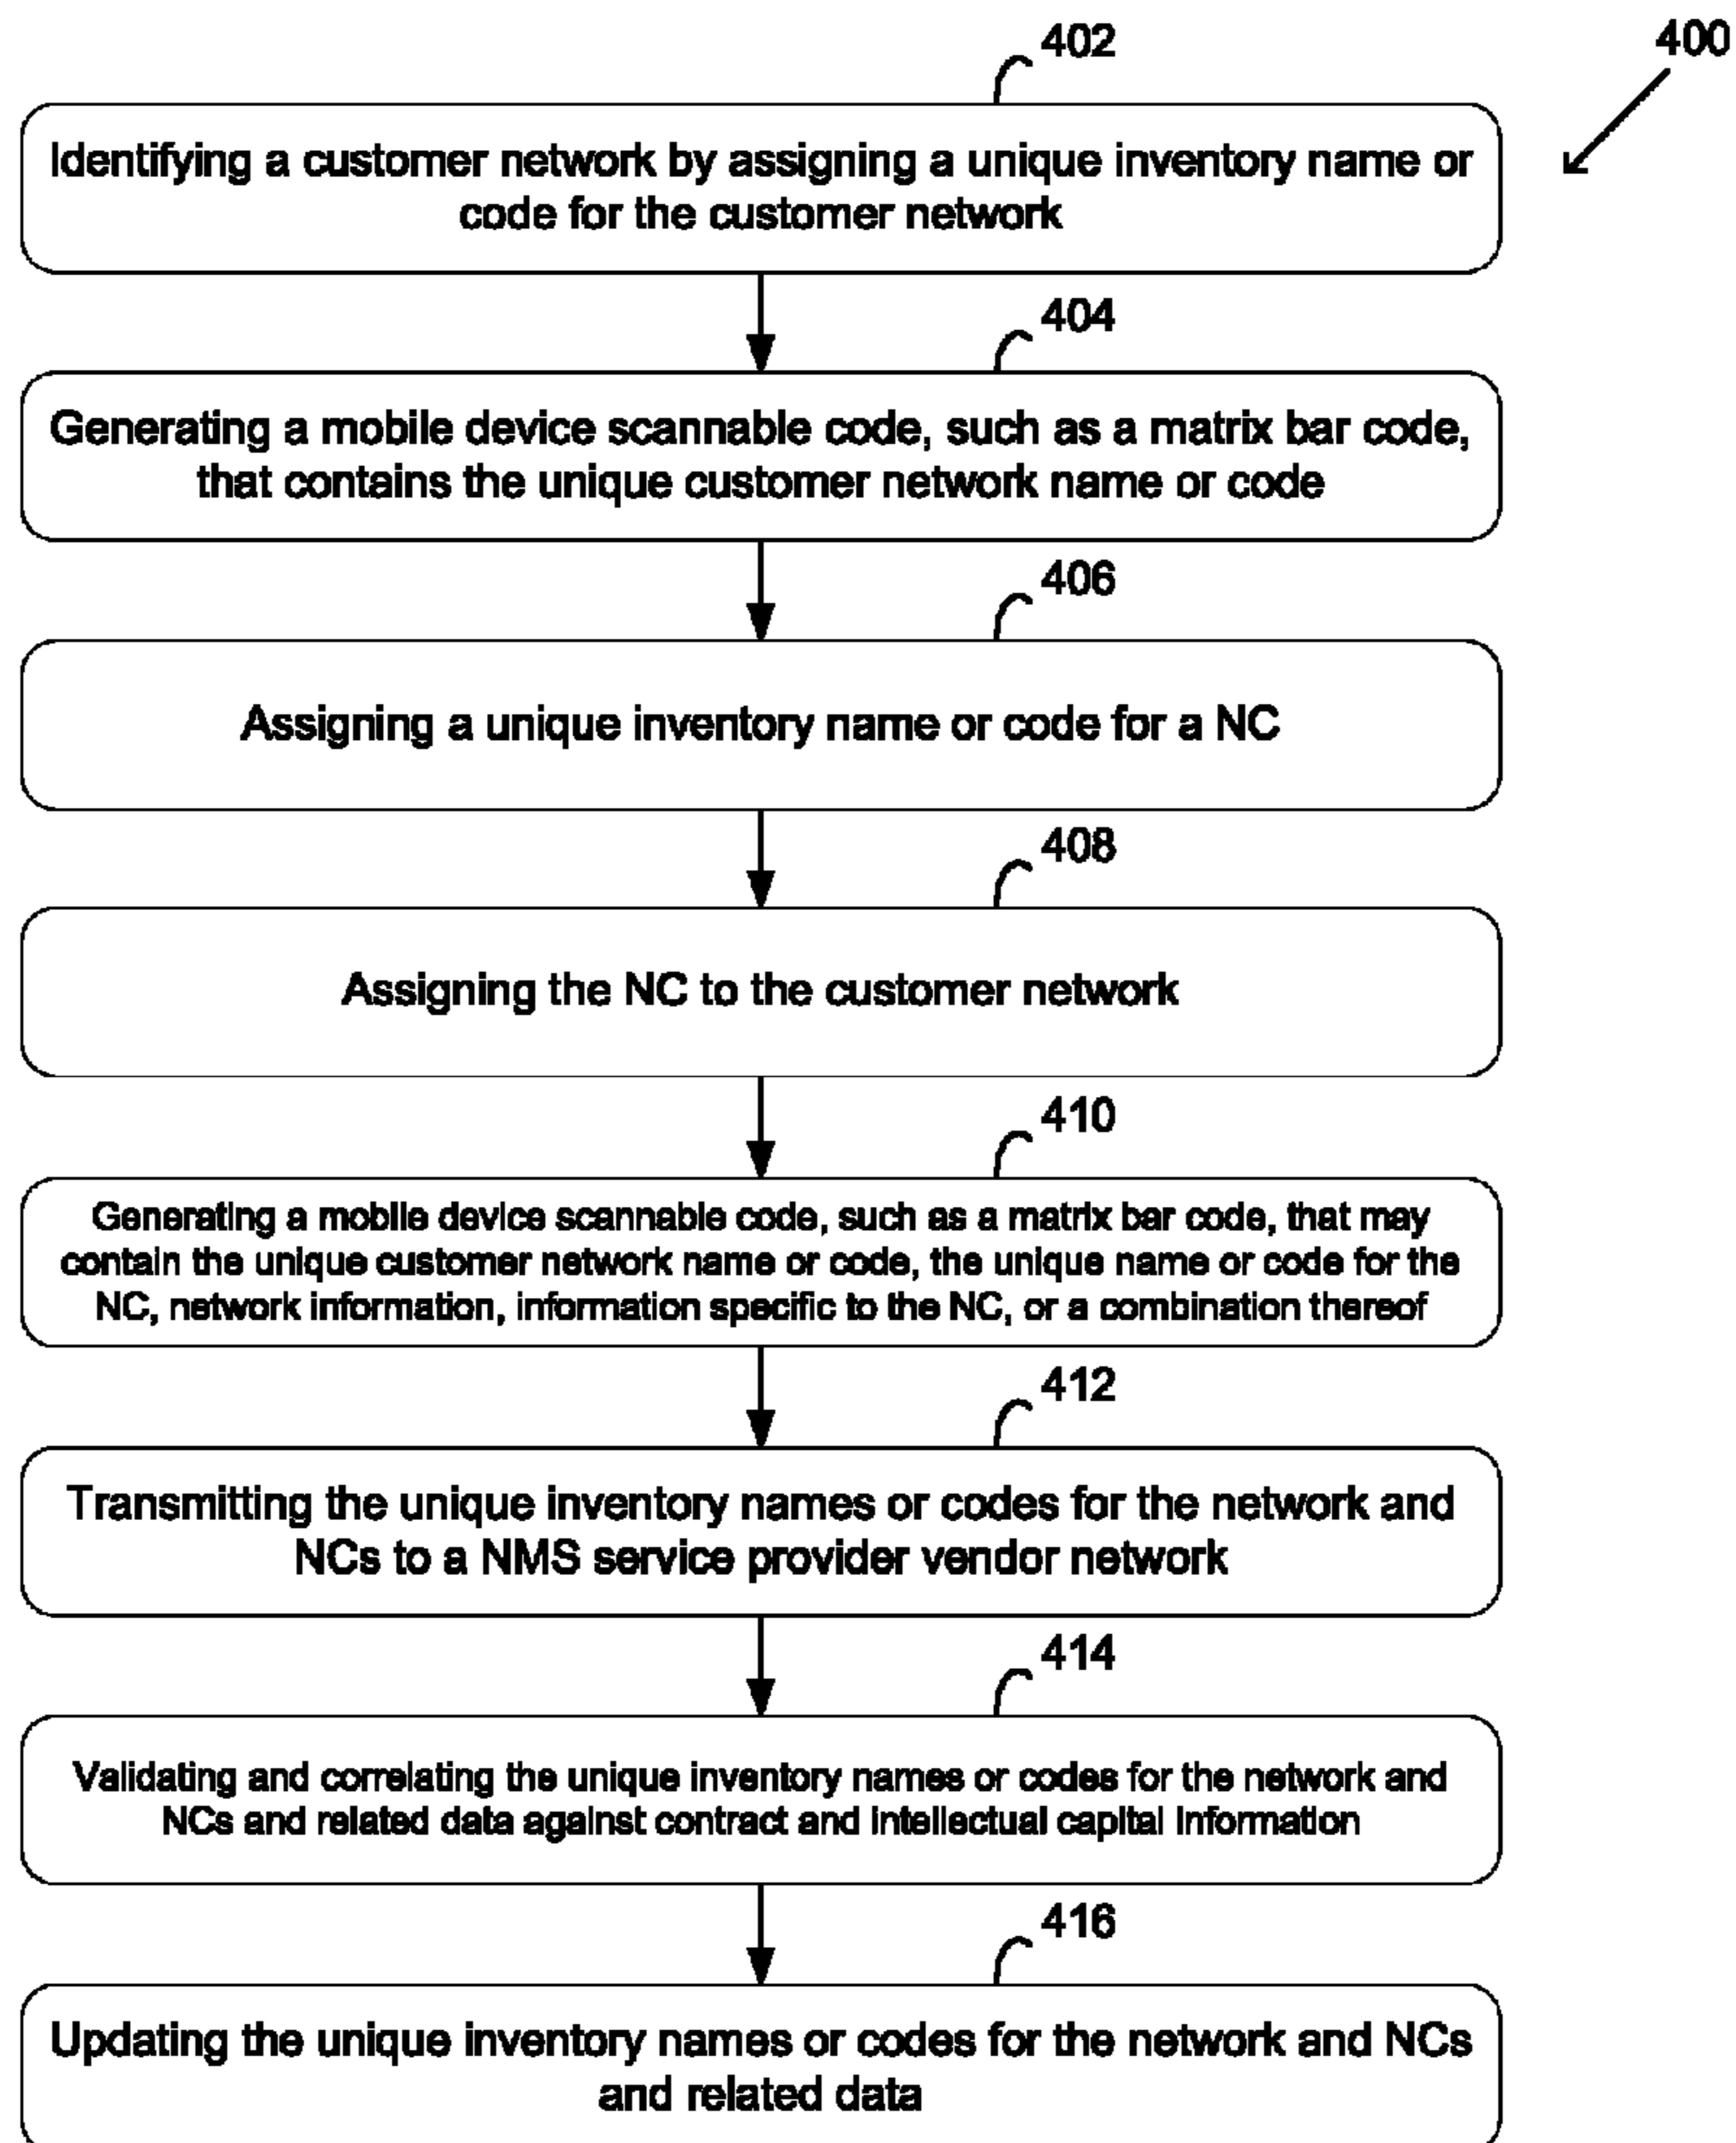 402
400
Identifying a customer network by assigning a unique inventory name or
code for the customer network
404
Generating a mobile device scannable code, such as a matrix bar code,
that contains the unique customer network name or code
406
Assigning a unique inventory name or code for a NC
408
Assigning the NC to the customer network
410
Generating a mobile device scannable code, such as a matrix bar code, that may
contain the unique customer network name or code, the unique name or code for the
NC, network information, information specific to the NC, or a combination thereof
412
Transmitting the unique inventory names or codes for the network and
NCs to a NMS service provider vendor network
414
Validating and correlating the unique inventory names or codes for the network and
NCs and related data against contract and intellectual capital information
416
Updating the unique inventory names or codes for the network and NCs
and related data